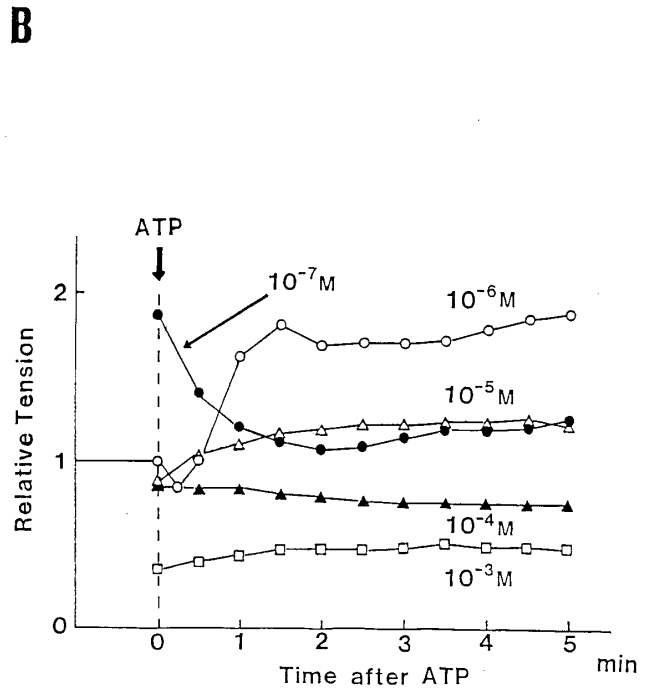 B
ATP
10⁻⁷M
10⁻⁶M
2
10⁻⁵M
Relative Tension
1
10⁻⁴M
10⁻³M
0
0 1 2 3 4 5
min
Time after ATP